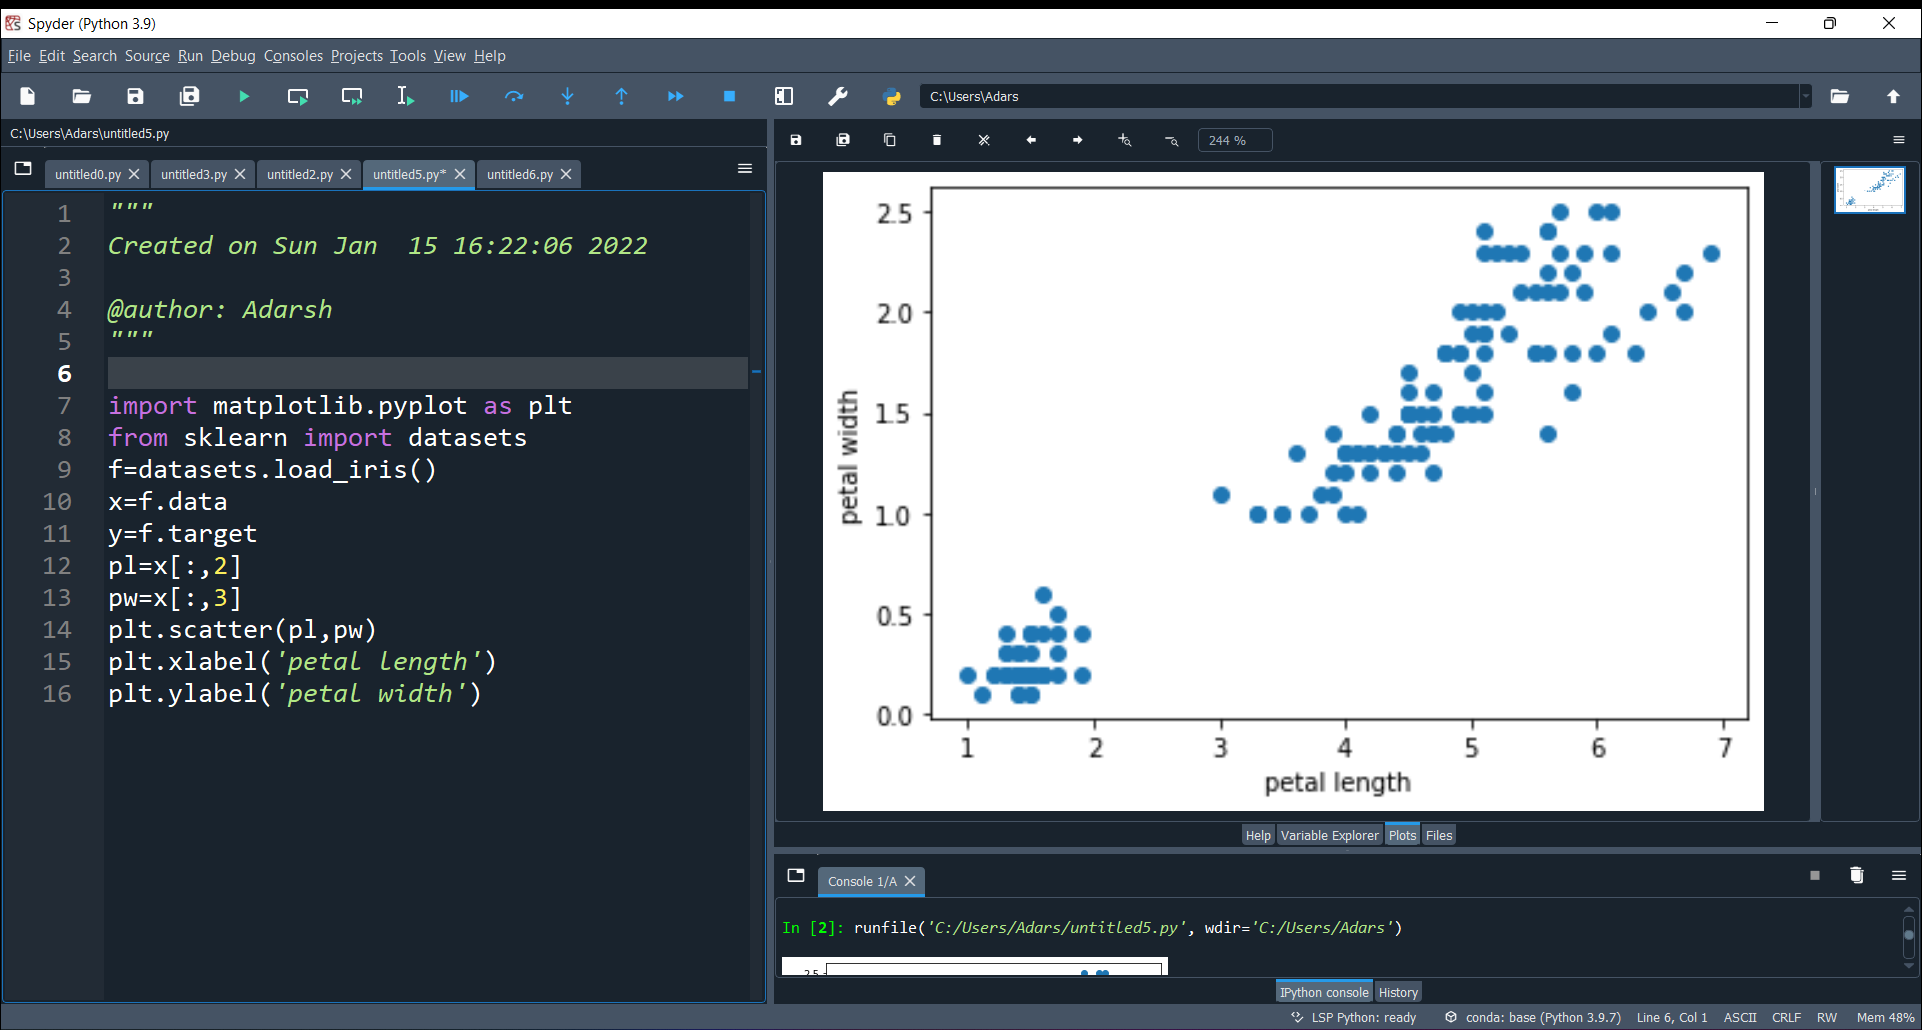 Spyder (Python 3.9)
File Edit Search Source Run Debug Consoles Projects Tools View Help
C:\Users\Adars
C:\Users\Adars\untitled5.py
untitled0.py
untitled3.py
untitled2.py
untitled5.py*
untitled6.py
1 """
2 Created on Sun Jan  15 16:22:06 2022
3
4 @author: Adarsh
5 """
6
7 import matplotlib.pyplot as plt
8 from sklearn import datasets
9 f=datasets.load_iris()
10 x=f.data
11 y=f.target
12 pl=x[:,2]
13 pw=x[:,3]
14 plt.scatter(pl,pw)
15 plt.xlabel('petal length')
16 plt.ylabel('petal width')
244 %
2.5
2.0
1.5
1.0
0.5
0.0
petal width
1 2 3 4 5 6 7
petal length
Help Variable Explorer Plots Files
Console 1/A
In [2]: runfile('C:/Users/Adars/untitled5.py', wdir='C:/Users/Adars')
2.5
IPython console History
LSP Python: ready conda: base (Python 3.9.7) Line 6, Col 1 ASCII CRLF RW Mem 48%